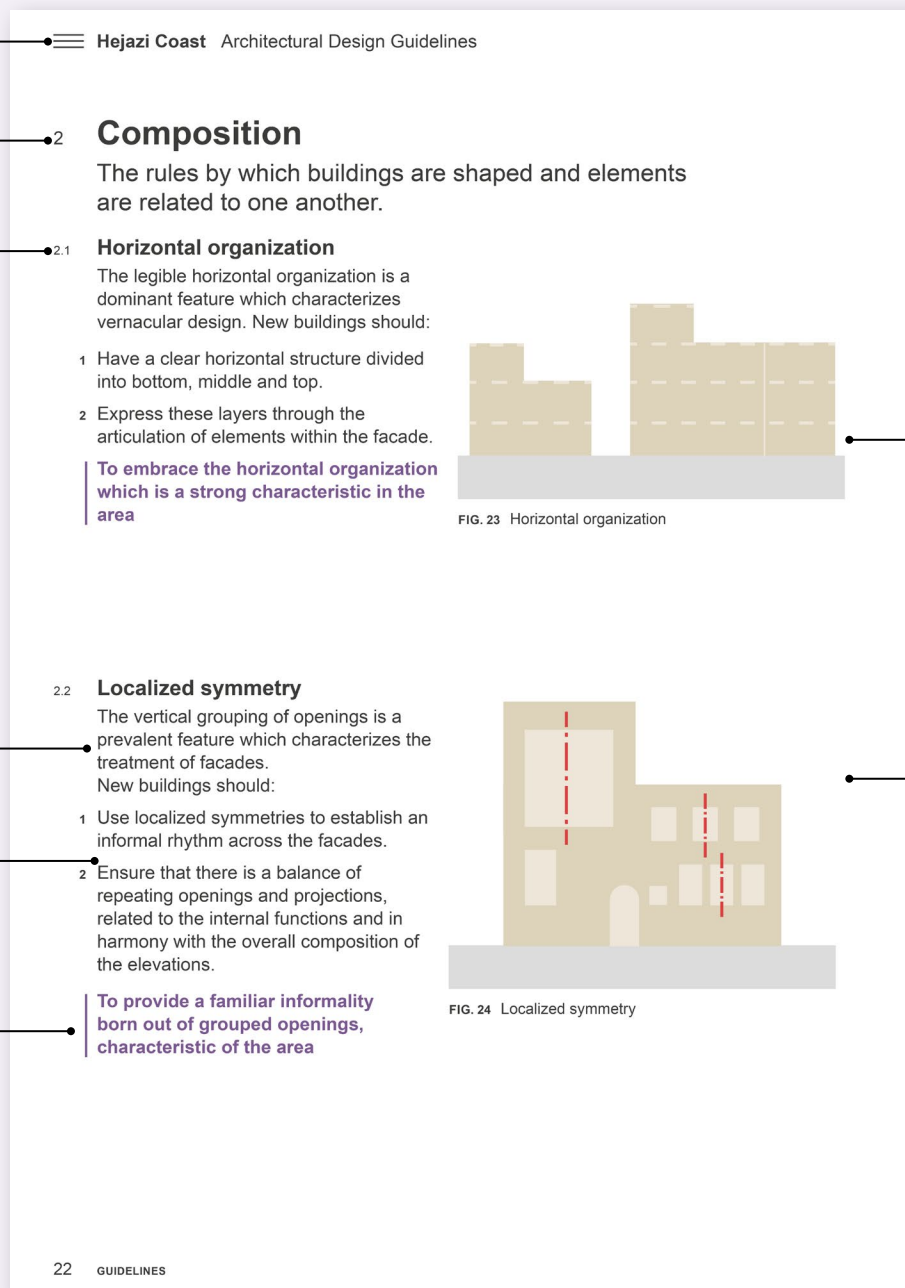 Hejazi Coast Architectural Design Guidelines
2 Composition
The rules by which buildings are shaped and elements
are related to one another.
2.1 Horizontal organization
The legible horizontal organization is a
dominant feature which characterizes
vernacular design. New buildings should:
1 Have a clear horizontal structure divided
into bottom, middle and top.
2 Express these layers through the
articulation of elements within the facade.
To embrace the horizontal organization
which is a strong characteristic in the
area
FIG. 23 Horizontal organization
2.2 Localized symmetry
The vertical grouping of openings is a
prevalent feature which characterizes the
treatment of facades.
New buildings should:
1 Use localized symmetries to establish an
informal rhythm across the facades.
2 Ensure that there is a balance of
repeating openings and projections,
related to the internal functions and in
harmony with the overall composition of
the elevations.
To provide a familiar informality
born out of grouped openings,
characteristic of the area
FIG. 24 Localized symmetry
22 GUIDELINES